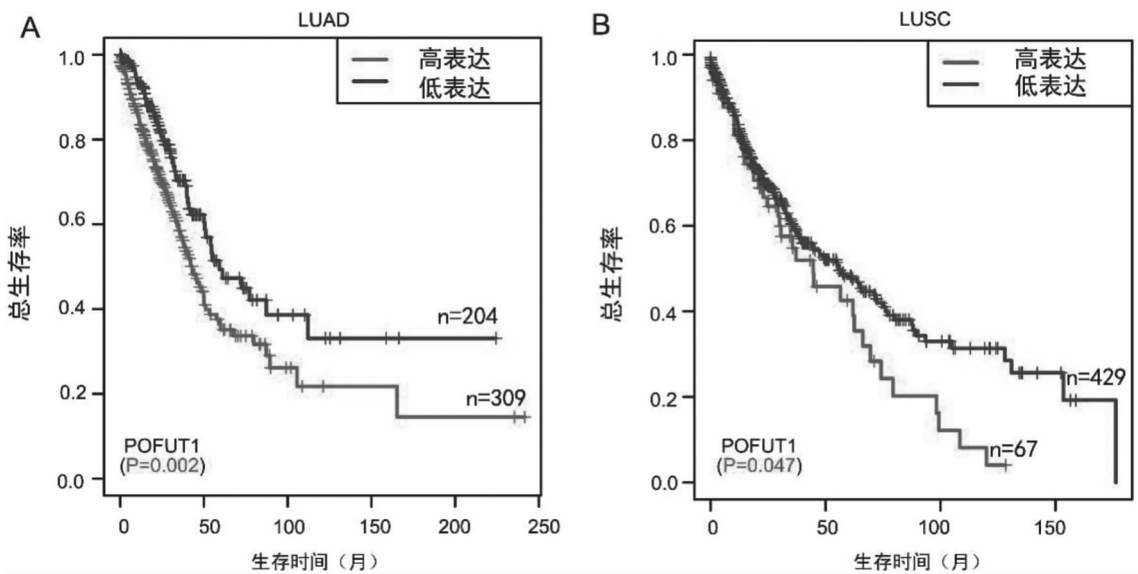 A
LUAD
高表达
低表达
总生存率
1.0
0.8
0.6
0.4
0.2
0.0
n=204
n=309
POFUT1
(P=0.002)
0 50 100 150 200 250
生存时间（月）
B
LUSC
高表达
低表达
总生存率
1.0
0.8
0.6
0.4
0.2
0.0
n=429
n=67
POFUT1
(P=0.047)
0 50 100 150
生存时间（月）